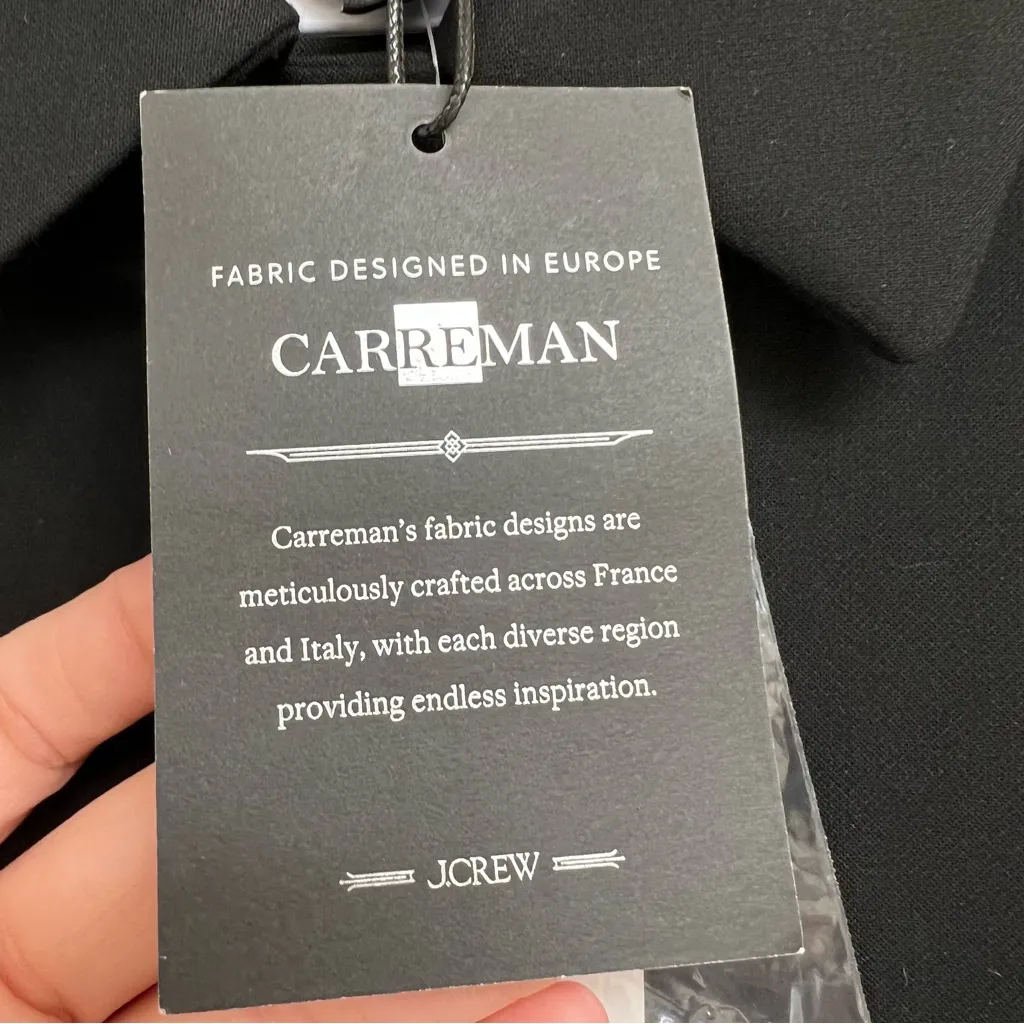 FABRIC DESIGNED IN EUROPE
CARREMAN
Carreman's fabric designs are
meticulously crafted across France
and Italy, with each diverse region
providing endless inspiration.
J.CREW